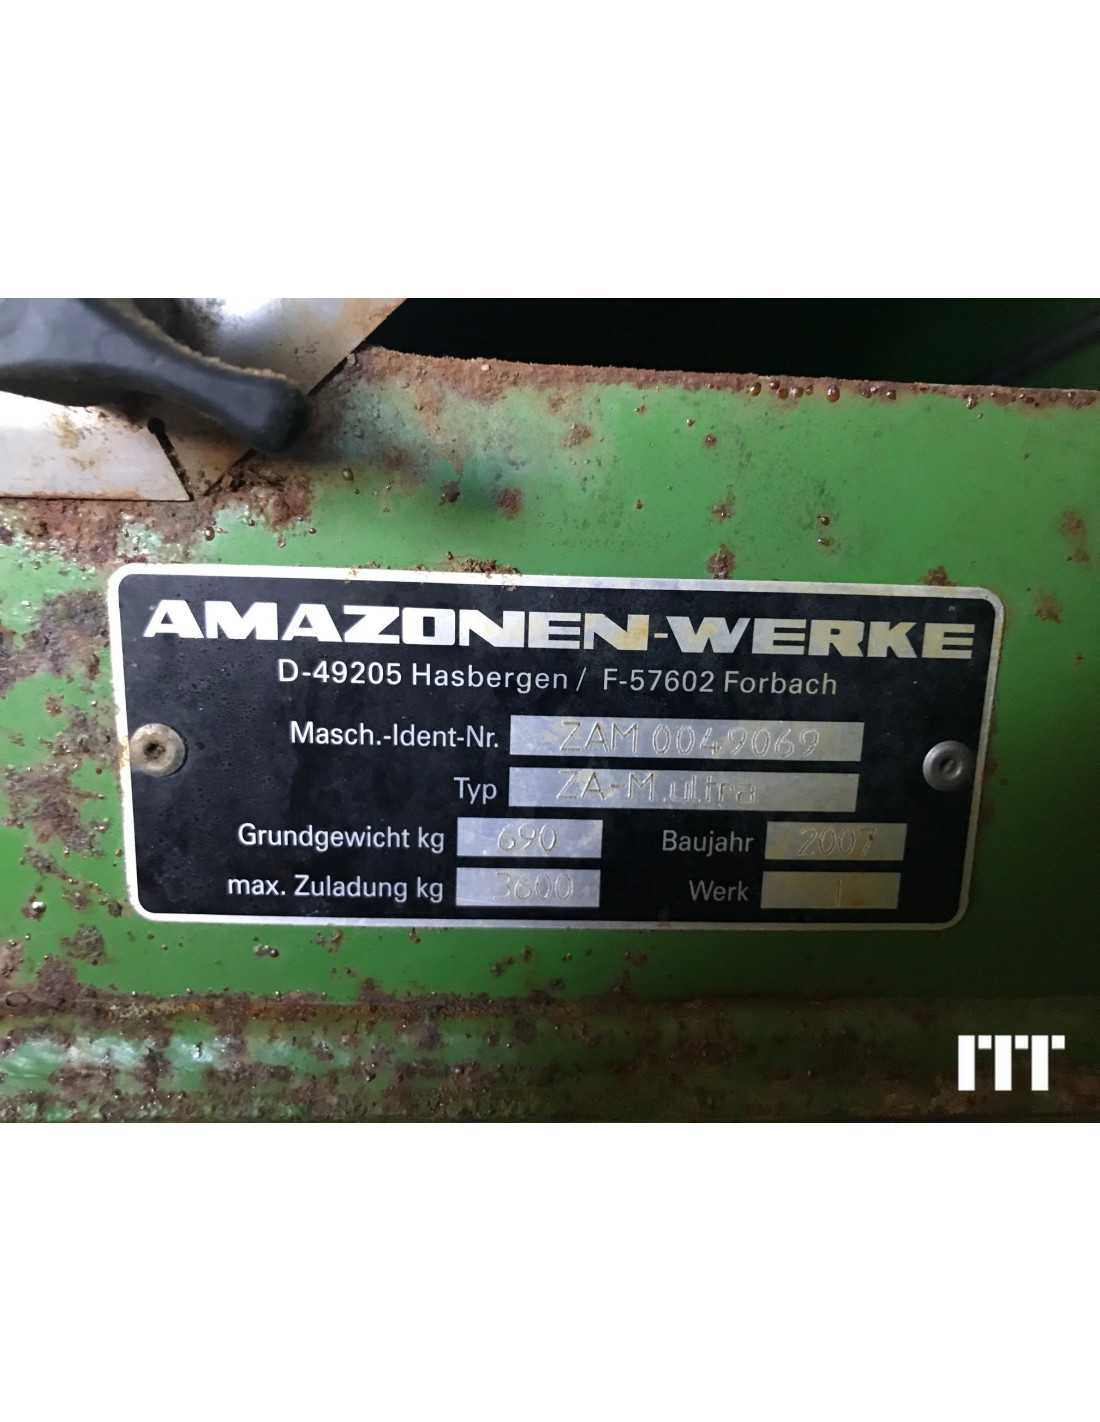 AMAZONEN-WERKE
D-49205 Hasbergen / F-57602 Forbach
Masch.-Ident-Nr. ZAM 0049069
Typ ZA-M ultra
Grundgewicht kg 690 Baujahr 2007
max. Zuladung kg 3600 Werk 1